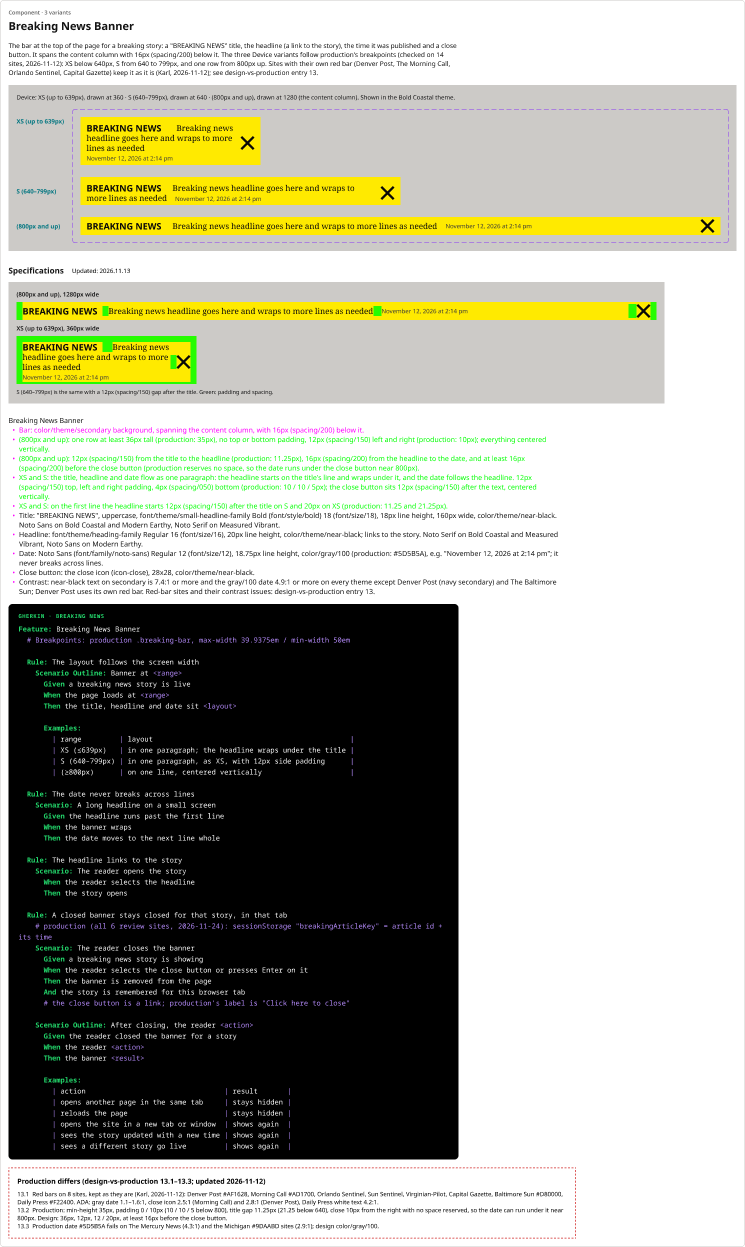 Component · 3 variants
Breaking News Banner
The bar at the top of the page for a breaking story: a "BREAKING NEWS" title, the headline (a link to the story), the time it was published and a close
button. It spans the content column with 16px (spacing/200) below it. The three Device variants follow production's breakpoints (checked on 14
sites, 2026-11-12): XS below 640px, S from 640 to 799px, and one row from 800px up. Sites with their own red bar (Denver Post, The Morning Call,
Orlando Sentinel, Capital Gazette) keep it as it is (Karl, 2026-11-12); see design-vs-production entry 13.
Device: XS (up to 639px), drawn at 360 · S (640–799px), drawn at 640 · (800px and up), drawn at 1280 (the content column). Shown in the Bold Coastal theme.
XS (up to 639px)
BREAKING NEWS Breaking news
headline goes here and wraps to more
lines as needed
November 12, 2026 at 2:14 pm
S (640–799px)
BREAKING NEWS Breaking news headline goes here and wraps to
more lines as needed November 12, 2026 at 2:14 pm
(800px and up)
BREAKING NEWS Breaking news headline goes here and wraps to more lines as needed November 12, 2026 at 2:14 pm
Specifications Updated: 2026.11.13
(800px and up), 1280px wide
BREAKING NEWS Breaking news headline goes here and wraps to more lines as needed November 12, 2026 at 2:14 pm
XS (up to 639px), 360px wide
BREAKING NEWS Breaking news
headline goes here and wraps to more
lines as needed
November 12, 2026 at 2:14 pm
S (640–799px) is the same with a 12px (spacing/150) gap after the title. Green: padding and spacing.
Breaking News Banner
• Bar: color/theme/secondary background, spanning the content column, with 16px (spacing/200) below it.
• (800px and up): one row at least 36px tall (production: 35px), no top or bottom padding, 12px (spacing/150) left and right (production: 10px); everything centered
vertically.
• (800px and up): 12px (spacing/150) from the title to the headline (production: 11.25px), 16px (spacing/200) from the headline to the date, and at least 16px
(spacing/200) before the close button (production reserves no space, so the date runs under the close button near 800px).
• XS and S: the title, headline and date flow as one paragraph: the headline starts on the title's line and wraps under it, and the date follows the headline. 12px
(spacing/150) top, left and right padding, 4px (spacing/050) bottom (production: 10 / 10 / 5px); the close button sits 12px (spacing/150) after the text, centered
vertically.
• XS and S: on the first line the headline starts 12px (spacing/150) after the title on S and 20px on XS (production: 11.25 and 21.25px).
• Title: "BREAKING NEWS", uppercase, font/theme/small-headline-family Bold (font/style/bold) 18 (font/size/18), 18px line height, 160px wide, color/theme/near-black.
Noto Sans on Bold Coastal and Modern Earthy, Noto Serif on Measured Vibrant.
• Headline: font/theme/heading-family Regular 16 (font/size/16), 20px line height, color/theme/near-black; links to the story. Noto Serif on Bold Coastal and Measured
Vibrant, Noto Sans on Modern Earthy.
• Date: Noto Sans (font/family/noto-sans) Regular 12 (font/size/12), 18.75px line height, color/gray/100 (production: #5D5B5A), e.g. "November 12, 2026 at 2:14 pm"; it
never breaks across lines.
• Close button: the close icon (icon-close), 28x28, color/theme/near-black.
• Contrast: near-black text on secondary is 7.4:1 or more and the gray/100 date 4.9:1 or more on every theme except Denver Post (navy secondary) and The Baltimore
Sun; Denver Post uses its own red bar. Red-bar sites and their contrast issues: design-vs-production entry 13.
GHERKIN · BREAKING NEWS
Feature: Breaking News Banner
# Breakpoints: production .breaking-bar, max-width 39.9375em / min-width 50em
Rule: The layout follows the screen width
Scenario Outline: Banner at <range>
Given a breaking news story is live
When the page loads at <range>
Then the title, headline and date sit <layout>
Examples:
| range | layout |
| XS (≤639px) | in one paragraph; the headline wraps under the title |
| S (640–799px) | in one paragraph, as XS, with 12px side padding |
| (≥800px) | on one line, centered vertically |
Rule: The date never breaks across lines
Scenario: A long headline on a small screen
Given the headline runs past the first line
When the banner wraps
Then the date moves to the next line whole
Rule: The headline links to the story
Scenario: The reader opens the story
When the reader selects the headline
Then the story opens
Rule: A closed banner stays closed for that story, in that tab
# production (all 6 review sites, 2026-11-24): sessionStorage "breakingArticleKey" = article id +
its time
Scenario: The reader closes the banner
Given a breaking news story is showing
When the reader selects the close button or presses Enter on it
Then the banner is removed from the page
And the story is remembered for this browser tab
# the close button is a link; production's label is "Click here to close"
Scenario Outline: After closing, the reader <action>
Given the reader closed the banner for a story
When the reader <action>
Then the banner <result>
Examples:
| action | result |
| opens another page in the same tab | stays hidden |
| reloads the page | stays hidden |
| opens the site in a new tab or window | shows again |
| sees the story updated with a new time | shows again |
| sees a different story go live | shows again |
Production differs (design-vs-production 13.1–13.3; updated 2026-11-12)
13.1 Red bars on 8 sites, kept as they are (Karl, 2026-11-12): Denver Post #AF1628, Morning Call #AD1700, Orlando Sentinel, Sun Sentinel, Virginian-Pilot, Capital Gazette, Baltimore Sun #D80000,
Daily Press #F22400. ADA: gray date 1.1–1.6:1, close icon 2.5:1 (Morning Call) and 2.8:1 (Denver Post), Daily Press white text 4.2:1.
13.2 Production: min-height 35px, padding 0 / 10px (10 / 10 / 5 below 800), title gap 11.25px (21.25 below 640), close 10px from the right with no space reserved, so the date can run under it near
800px. Design: 36px, 12px, 12 / 20px, at least 16px before the close button.
13.3 Production date #5D5B5A fails on The Mercury News (4.3:1) and the Michigan #9DAABD sites (2.9:1); design color/gray/100.